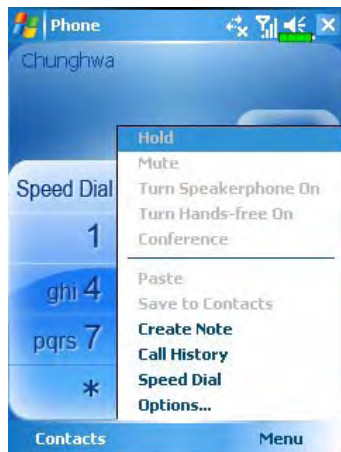 Phone
Chunghwa
Speed Dial
1
ghi 4
pqrs 7
*
Hold
Mute
Turn Speakerphone On
Turn Hands-free On
Conference
Paste
Save to Contacts
Create Note
Call History
Speed Dial
Options...
Contacts
Menu